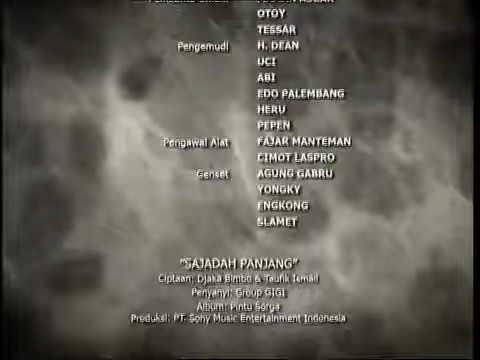 OTOY
TESSAR
Pengemudi H. DEAN
UCI
ABI
EDO PALEMBANG
HERU
PEPEN
Pengawal Alat FAJAR MANTEMAN
CIMOT LASPRO
Genset AGUNG GABRU
YONGKY
ENGKONG
SLAMET
"SAJADAH PANJANG"
Ciptaan: Djaka Bimbo & Taufik Ismail
Penyanyi: Group GIGI
Album: Pintu Sorga
Produksi: PT. Sony Music Entertainment Indonesia